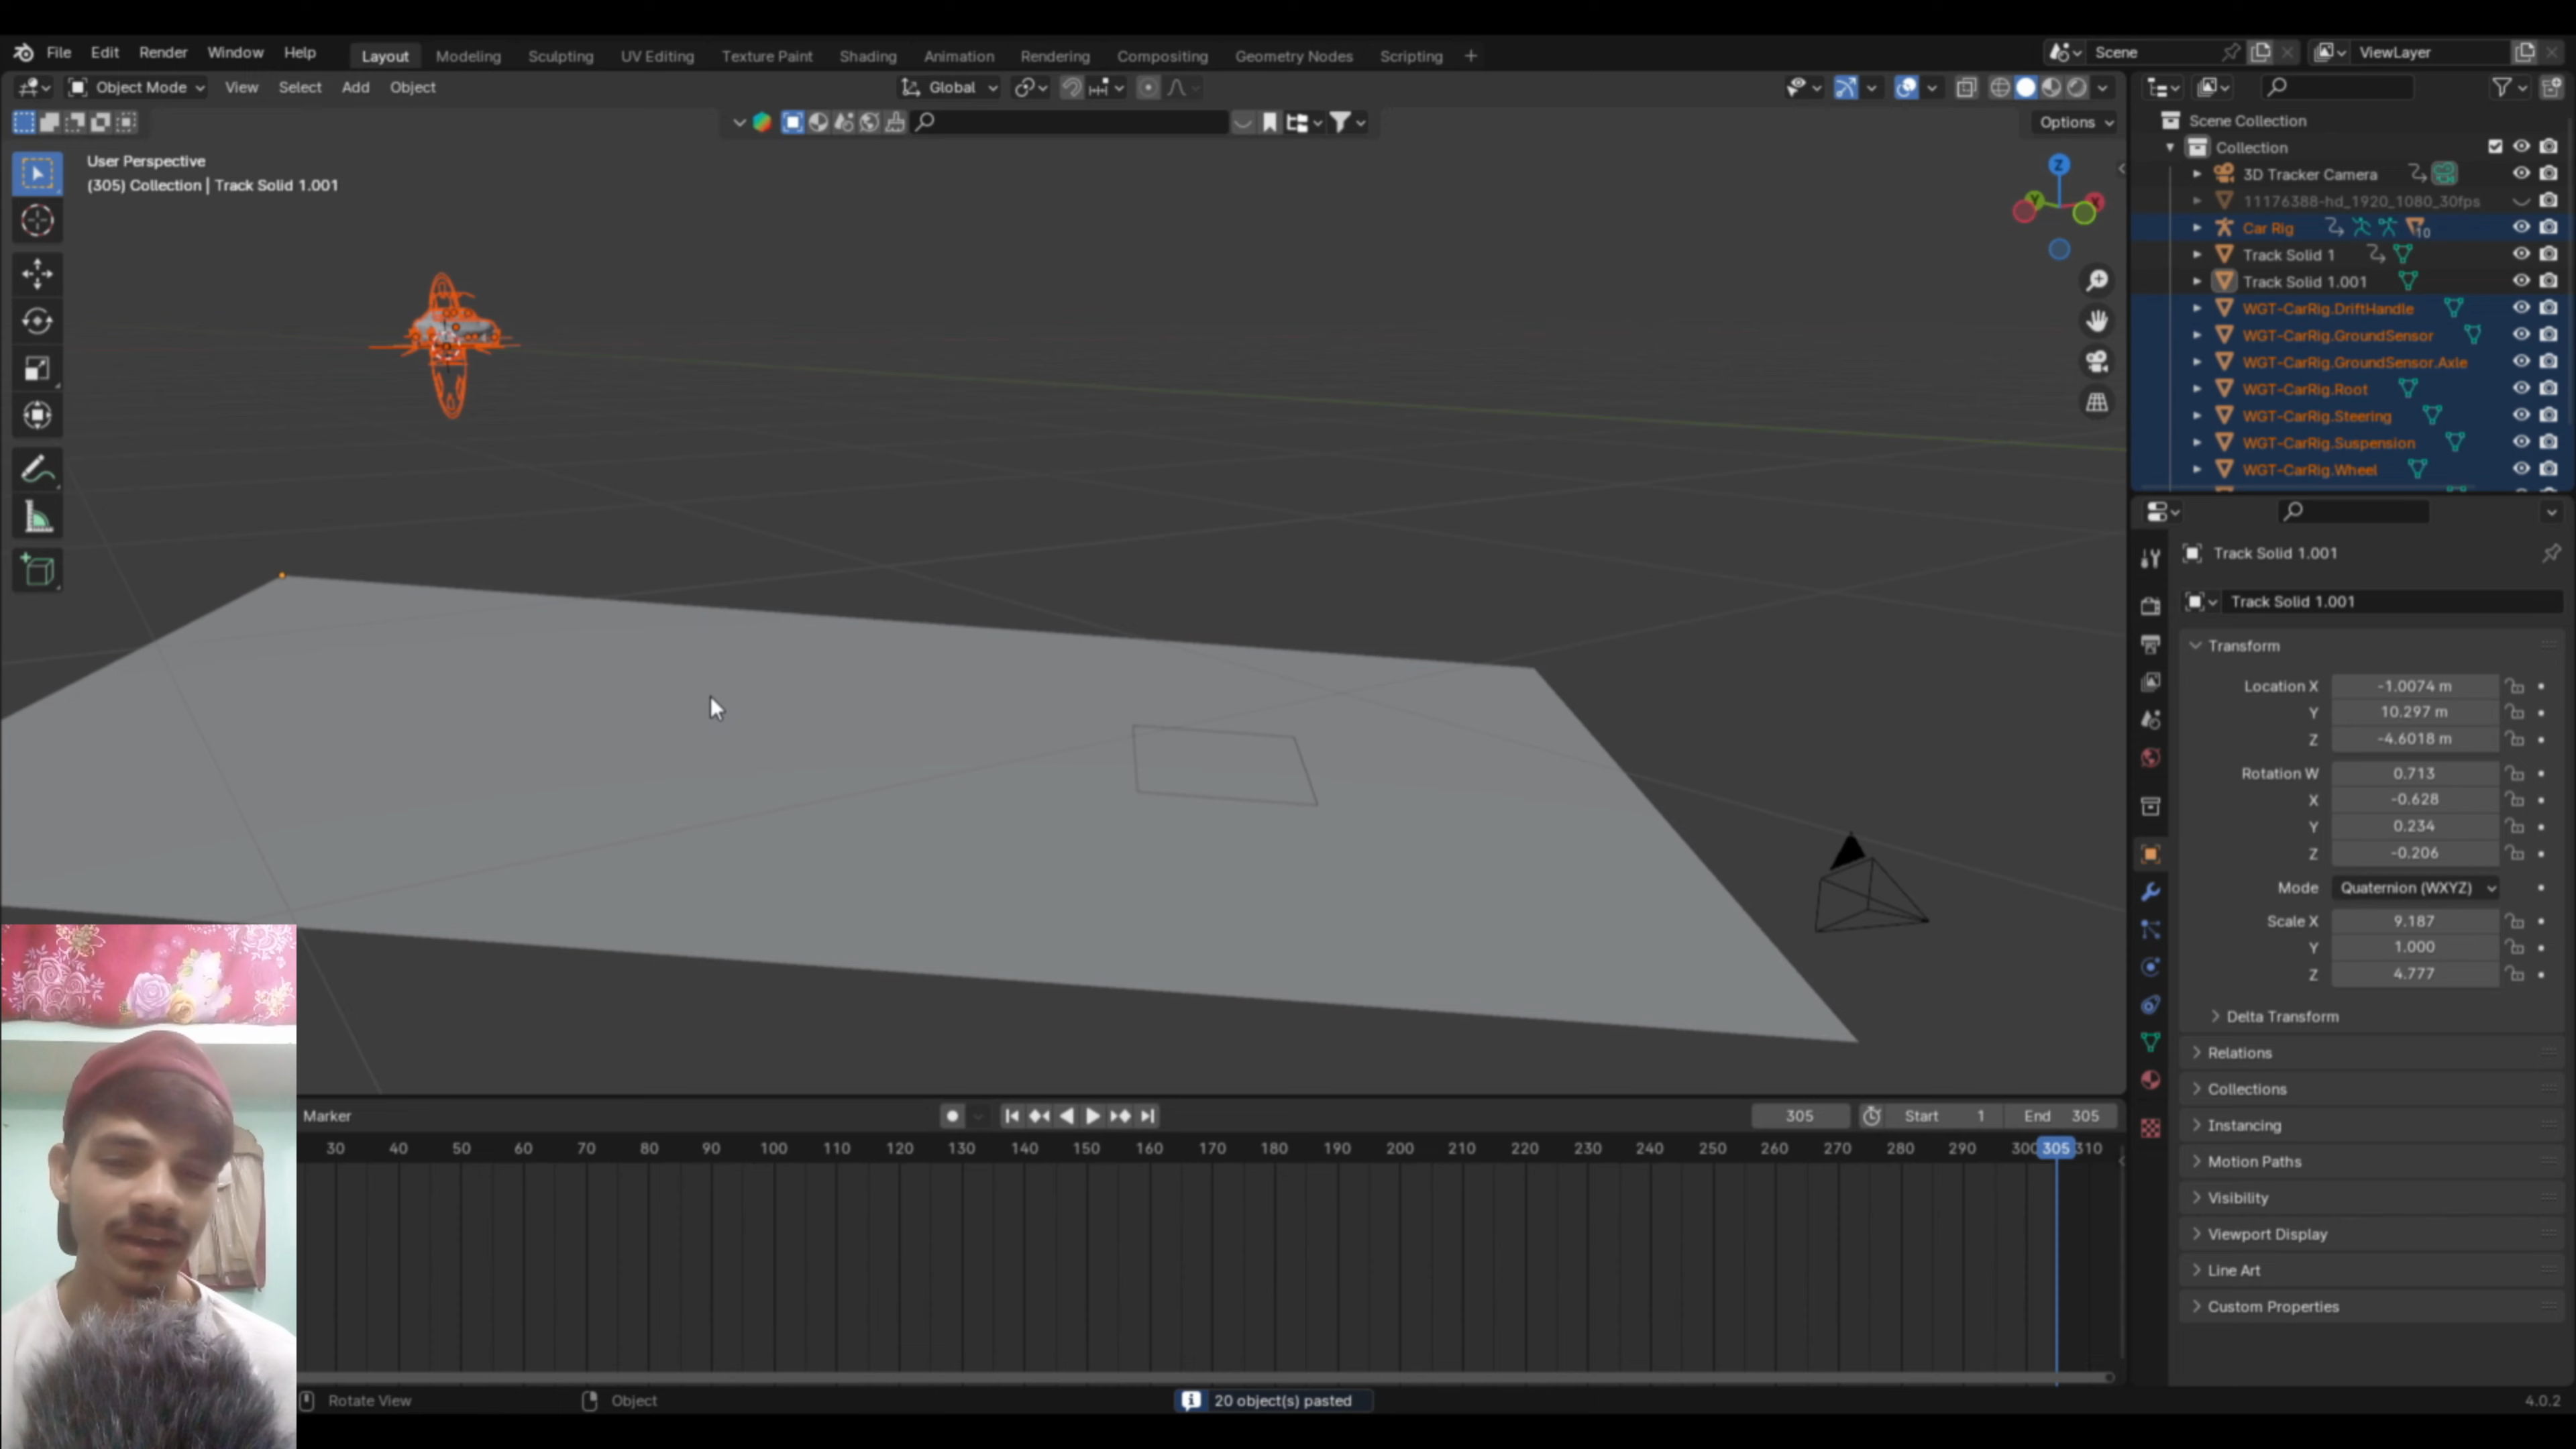 File Edit Render Window Help Layout Modeling Sculpting UV Editing Texture Paint Shading Animation Rendering Compositing Geometry Nodes Scripting + Scene ViewLayer
Object Mode View Select Add Object Global
Options
User Perspective
(305) Collection | Track Solid 1.001
Z
Y
X
Scene Collection
Collection
3D Tracker Camera
11176388-hd_1920_1080_30fps
Car Rig 10
Track Solid 1
Track Solid 1.001
WGT-CarRig.DriftHandle
WGT-CarRig.GroundSensor
WGT-CarRig.GroundSensor.Axle
WGT-CarRig.Root
WGT-CarRig.Steering
WGT-CarRig.Suspension
WGT-CarRig.Wheel
Track Solid 1.001
Track Solid 1.001
Transform
Location X -1.0074 m
Y 10.297 m
Z -4.6018 m
Rotation W 0.713
X -0.628
Y 0.234
Z -0.206
Mode Quaternion (WXYZ)
Scale X 9.187
Y 1.000
Z 4.777
Delta Transform
Relations
Collections
Instancing
Motion Paths
Visibility
Viewport Display
Line Art
Custom Properties
Marker 305 Start 1 End 305
30 40 50 60 70 80 90 100 110 120 130 140 150 160 170 180 190 200 210 220 230 240 250 260 270 280 290 300 305 310
Rotate View Object 20 object(s) pasted 4.0.2